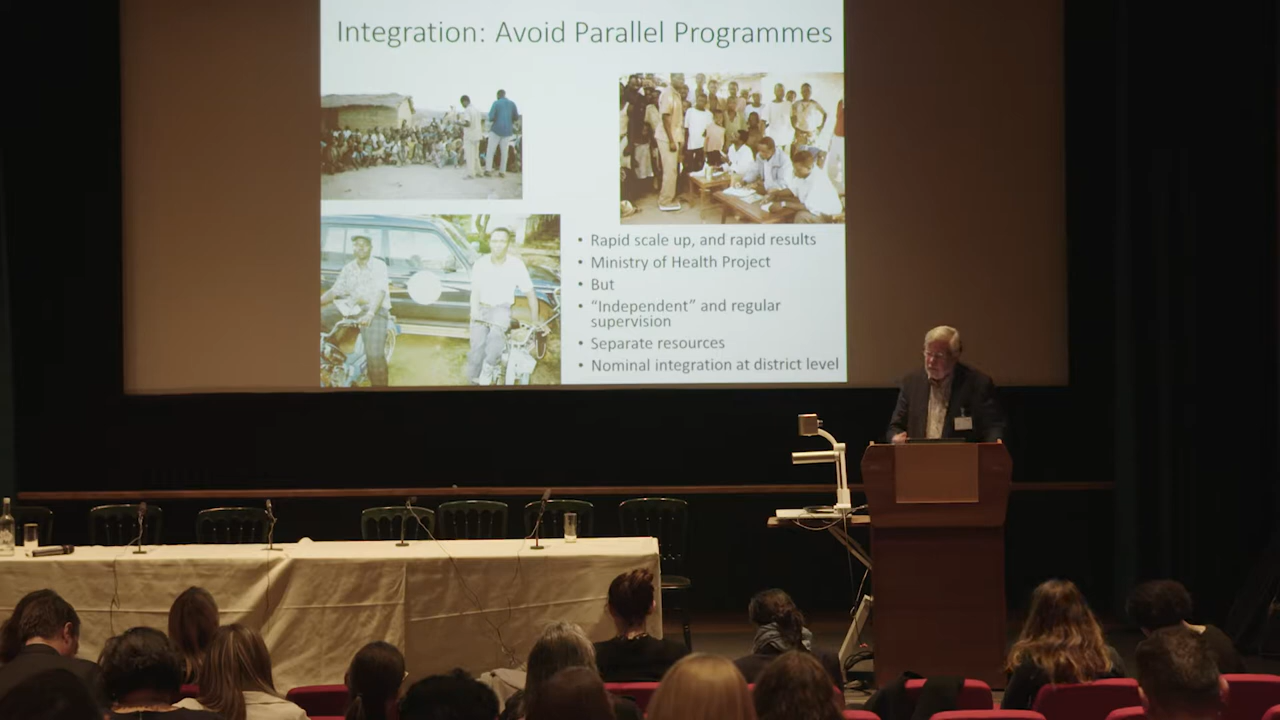 Integration: Avoid Parallel Programmes
• Rapid scale up, and rapid results
• Ministry of Health Project
• But
• “Independent” and regular
supervision
• Separate resources
• Nominal integration at district level